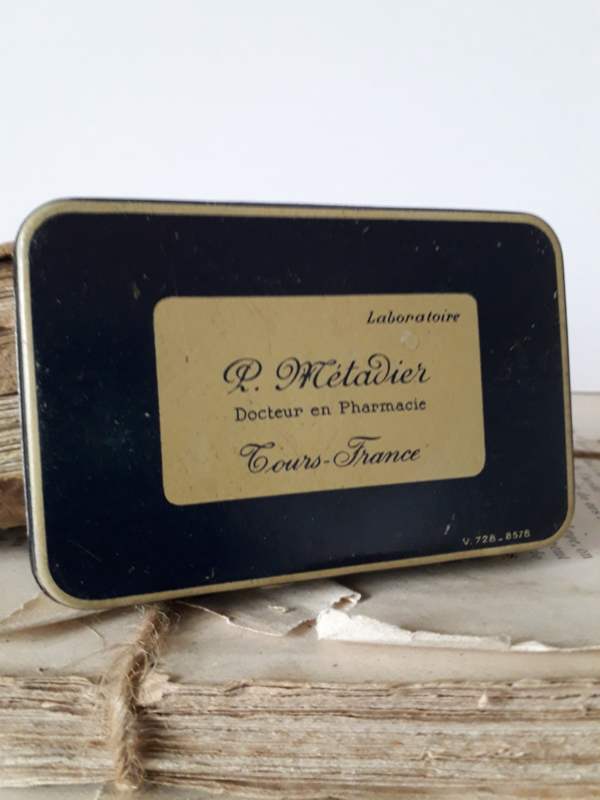 Laboratoire
P. Métadier
Docteur en Pharmacie
Tours-France
V. 728 - 8578